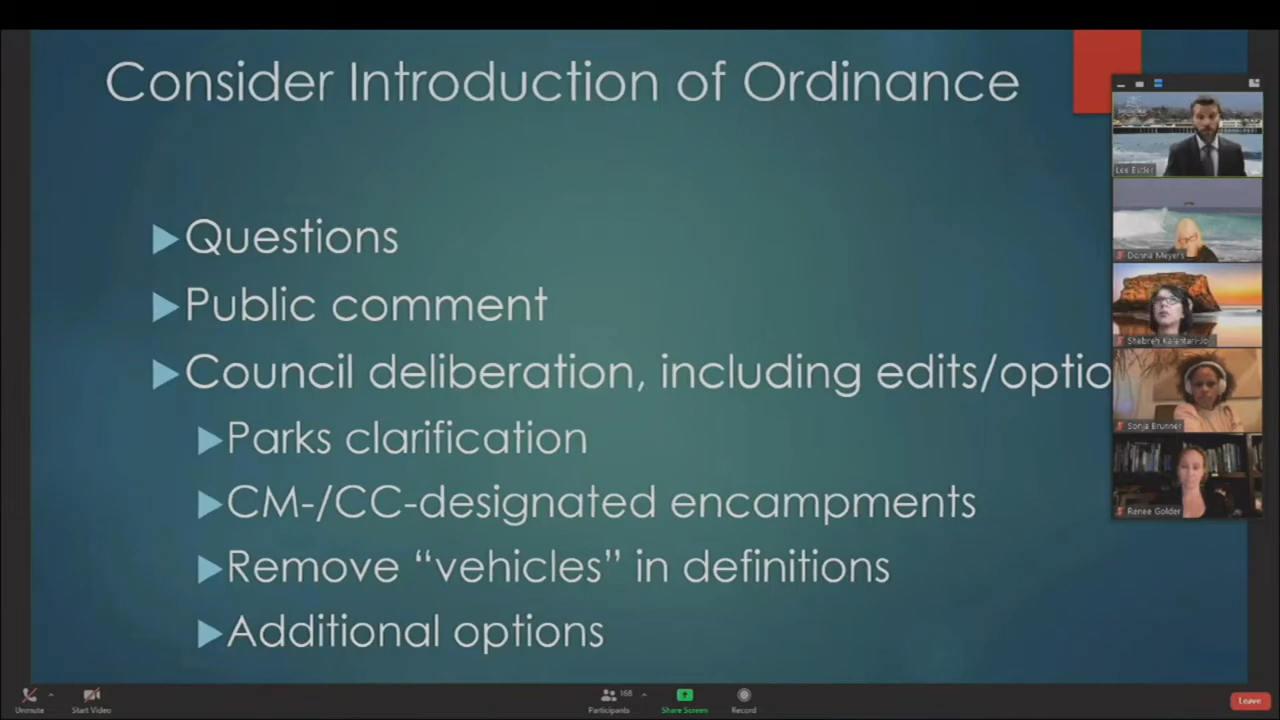 Consider Introduction of Ordinance
Questions
Public comment
Council deliberation, including edits/optio
Parks clarification
CM-/CC-designated encampments
Remove “vehicles” in definitions
Additional options
Lee Butler
Donna Meyers
Shebreh Kalantari-Jo
Sonja Brunner
Renee Golder
Unmute
Start Video
168
Participants
Share Screen
Record
Leave